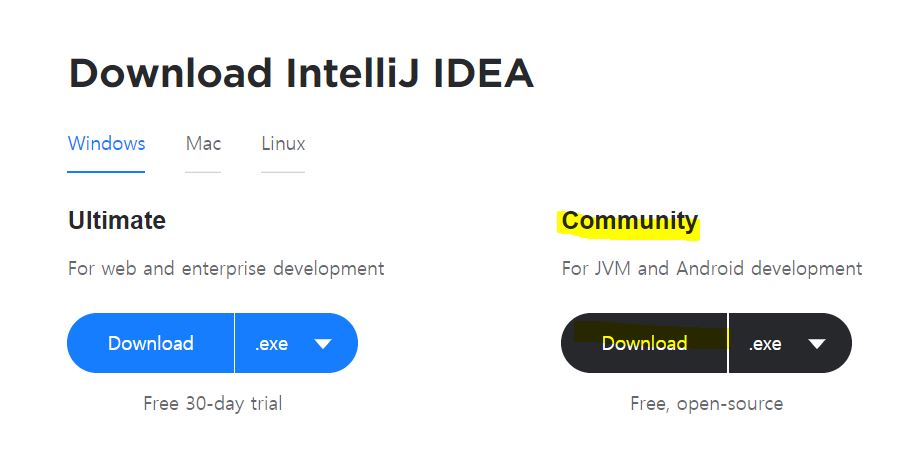 Download IntelliJ IDEA
Windows Mac Linux
Ultimate
For web and enterprise development
Download .exe
Free 30-day trial
Community
For JVM and Android development
Download .exe
Free, open-source